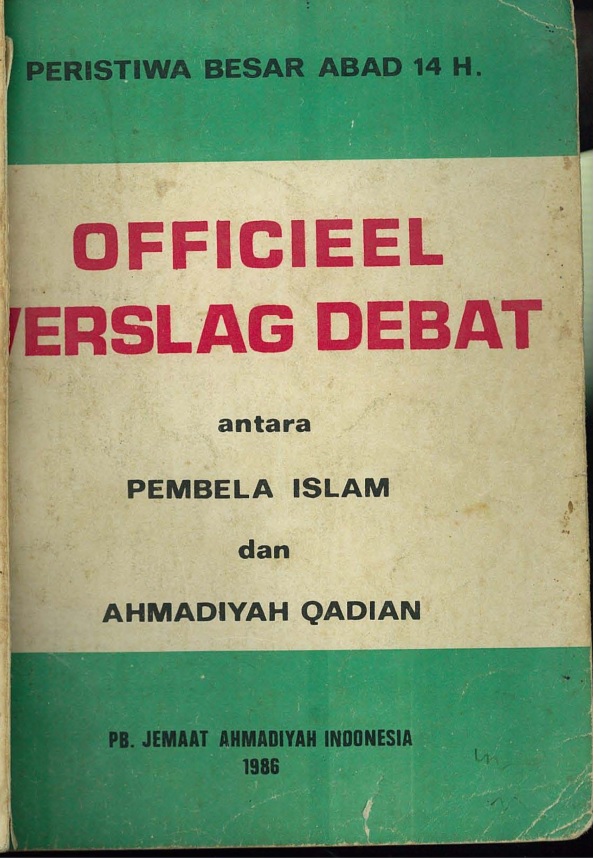 PERISTIWA BESAR ABAD 14 H.
OFFICIEEL
VERSLAG DEBAT
antara
PEMBELA ISLAM
dan
AHMADIYAH QADIAN
PB. JEMAAT AHMADIYAH INDONESIA
1986